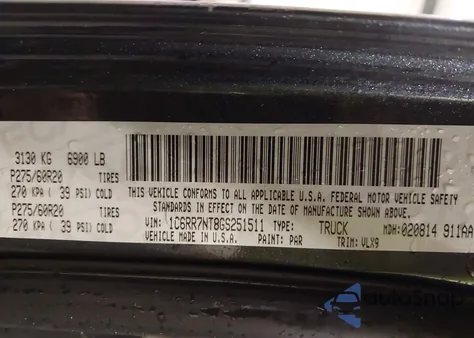 3130 KG 6900 LB
P275/60R20 TIRES
270 KPA ( 39 PSI) COLD
P275/60R20 TIRES
270 KPA ( 39 PSI) COLD
THIS VEHICLE CONFORMS TO ALL APPLICABLE U.S.A. FEDERAL MOTOR VEHICLE SAFETY
STANDARDS IN EFFECT ON THE DATE OF MANUFACTURE SHOWN ABOVE.
VIN: 1C6RR7NT8GS251511 TYPE: TRUCK MDH: 020814 911AA
VEHICLE MADE IN U.S.A. PAINT: PAR TRIM: VLX9
autoSnap